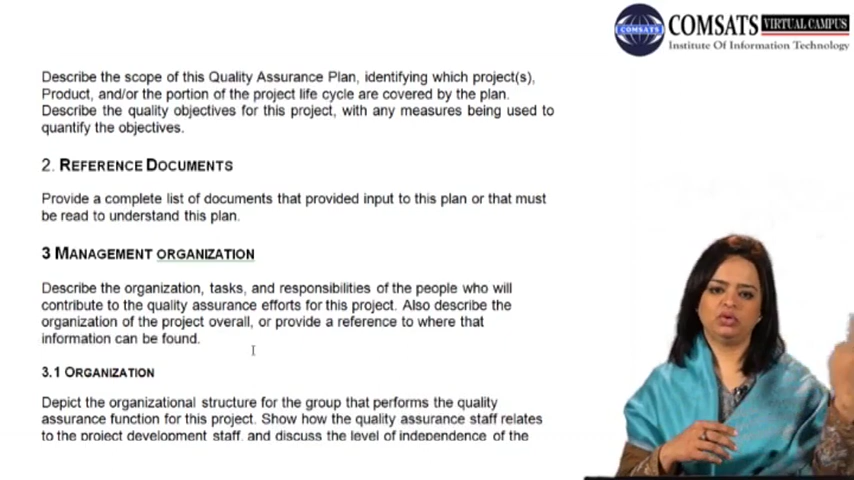 COMSATS VIRTUAL CAMPUS
COMSATS
Institute Of Information Technology
Describe the scope of this Quality Assurance Plan, identifying which project(s),
Product, and/or the portion of the project life cycle are covered by the plan.
Describe the quality objectives for this project, with any measures being used to
quantify the objectives.
2. REFERENCE DOCUMENTS
Provide a complete list of documents that provided input to this plan or that must
be read to understand this plan.
3 MANAGEMENT ORGANIZATION
Describe the organization, tasks, and responsibilities of the people who will
contribute to the quality assurance efforts for this project. Also describe the
organization of the project overall, or provide a reference to where that
information can be found.
3.1 ORGANIZATION
Depict the organizational structure for the group that performs the quality
assurance function for this project. Show how the quality assurance staff relates
to the project development staff, and discuss the level of independence of the